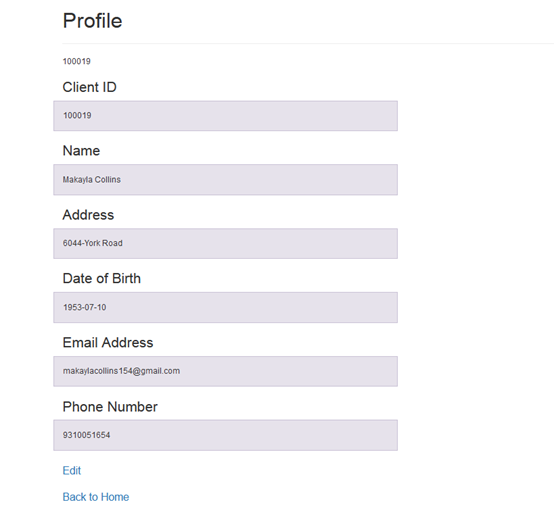 Profile
100019
Client ID
100019
Name
Makayla Collins
Address
6044-York Road
Date of Birth
1953-07-10
Email Address
makaylacollins154@gmail.com
Phone Number
9310051654
Edit
Back to Home